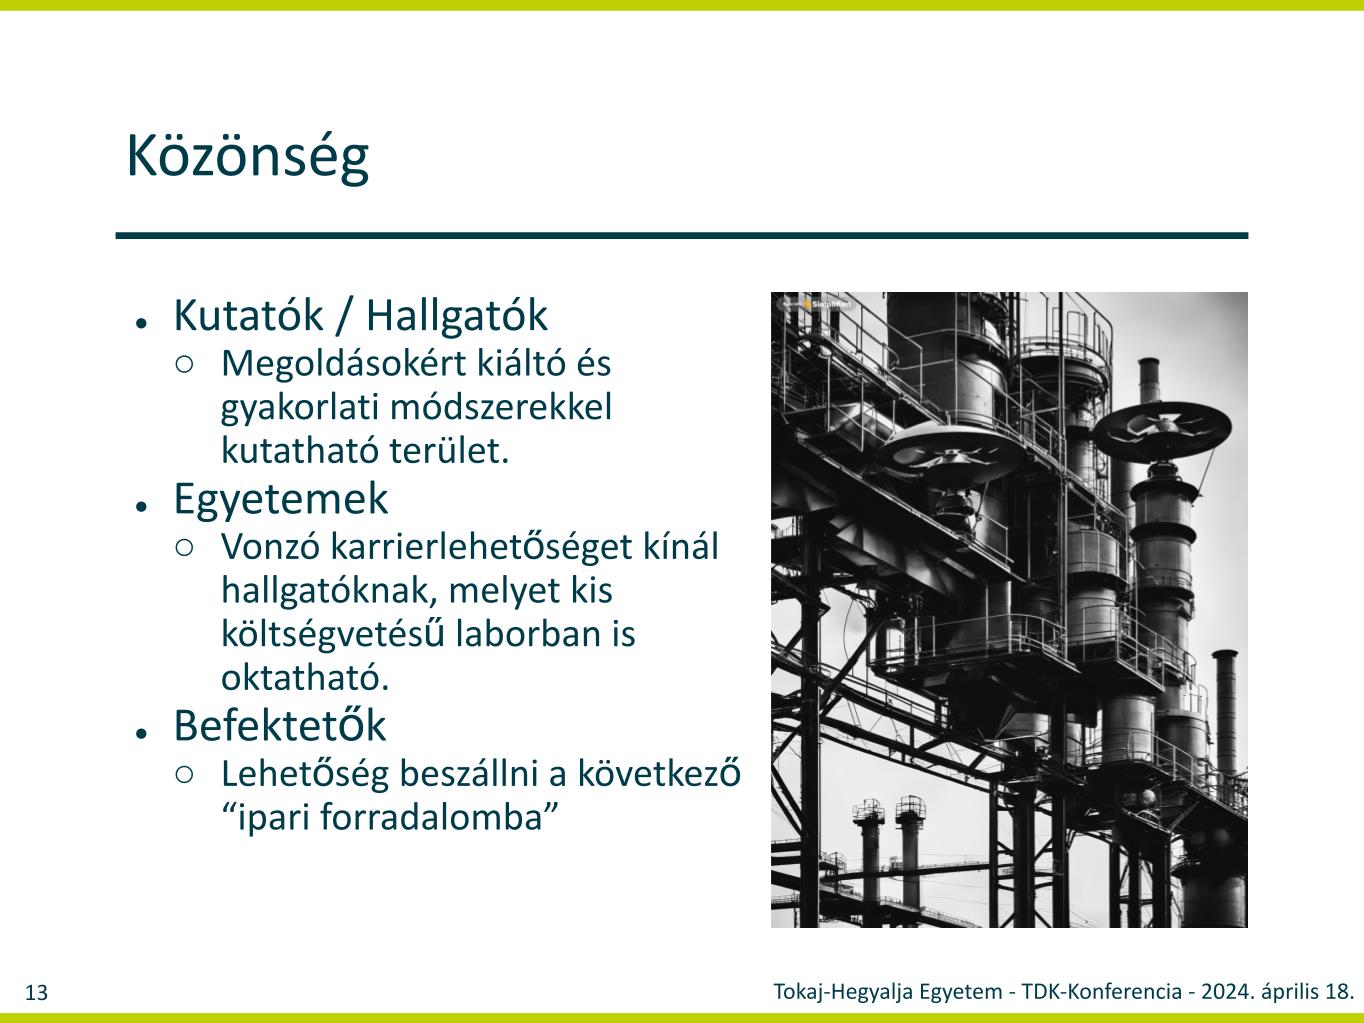 Közönség
● Kutatók / Hallgatók
○ Megoldásokért kiáltó és
gyakorlati módszerekkel
kutatható terület.
● Egyetemek
○ Vonzó karrierlehetőséget kínál
hallgatóknak, melyet kis
költségvetésű laborban is
oktatható.
● Befektetők
○ Lehetőség beszállni a következő
“ipari forradalomba”
Simplified
13
Tokaj-Hegyalja Egyetem - TDK-Konferencia - 2024. április 18.